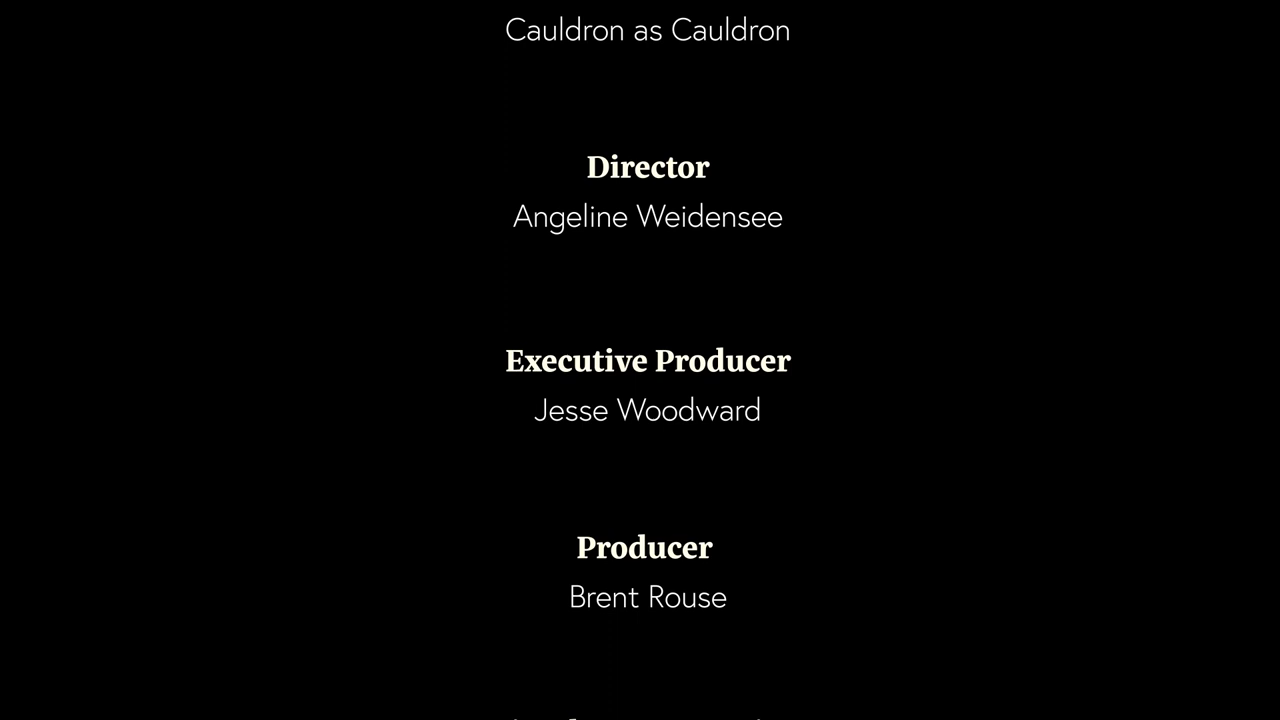 Cauldron as Cauldron
Director
Angeline Weidensee
Executive Producer
Jesse Woodward
Producer
Brent Rouse